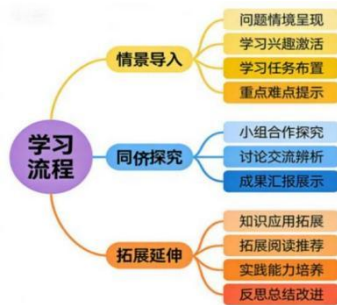 学习
流程
情景导入
问题情境呈现
学习兴趣激活
学习任务布置
重点难点提示
同侪探究
小组合作探究
讨论交流辨析
成果汇报展示
拓展延伸
知识应用拓展
拓展阅读推荐
实践能力培养
反思总结改进